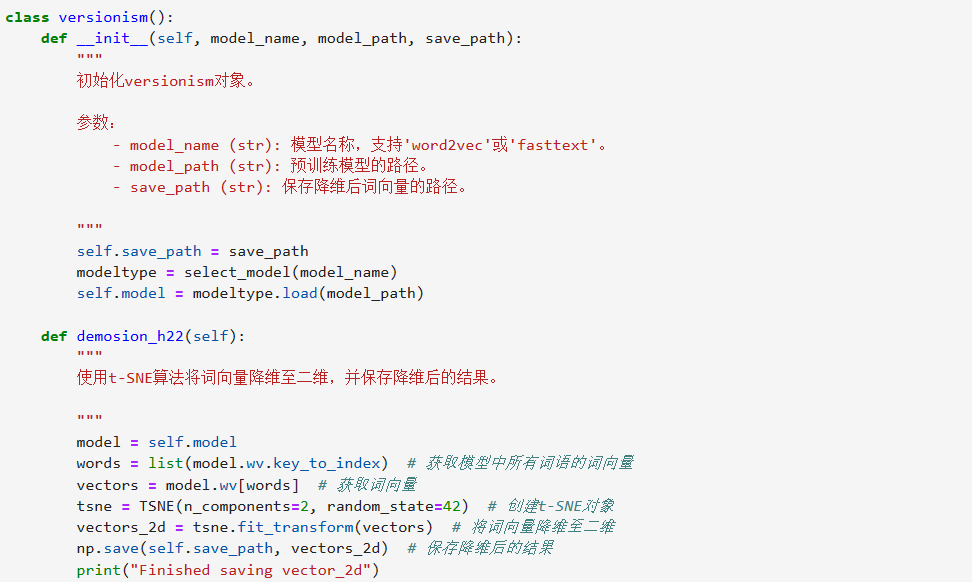 class versionism():
    def __init__(self, model_name, model_path, save_path):
        """
        初始化versionism对象。
        参数：
            - model_name (str): 模型名称，支持'word2vec'或'fasttext'。
            - model_path (str): 预训练模型的路径。
            - save_path (str): 保存降维后词向量的路径。
        """
        self.save_path = save_path
        modeltype = select_model(model_name)
        self.model = modeltype.load(model_path)
    def demosion_h22(self):
        """
        使用t-SNE算法将词向量降维至二维，并保存降维后的结果。
        """
        model = self.model
        words = list(model.wv.key_to_index)  # 获取模型中所有词语的词向量
        vectors = model.wv[words]  # 获取词向量
        tsne = TSNE(n_components=2, random_state=42)  # 创建t-SNE对象
        vectors_2d = tsne.fit_transform(vectors)  # 将词向量降维至二维
        np.save(self.save_path, vectors_2d)  # 保存降维后的结果
        print("Finished saving vector_2d")